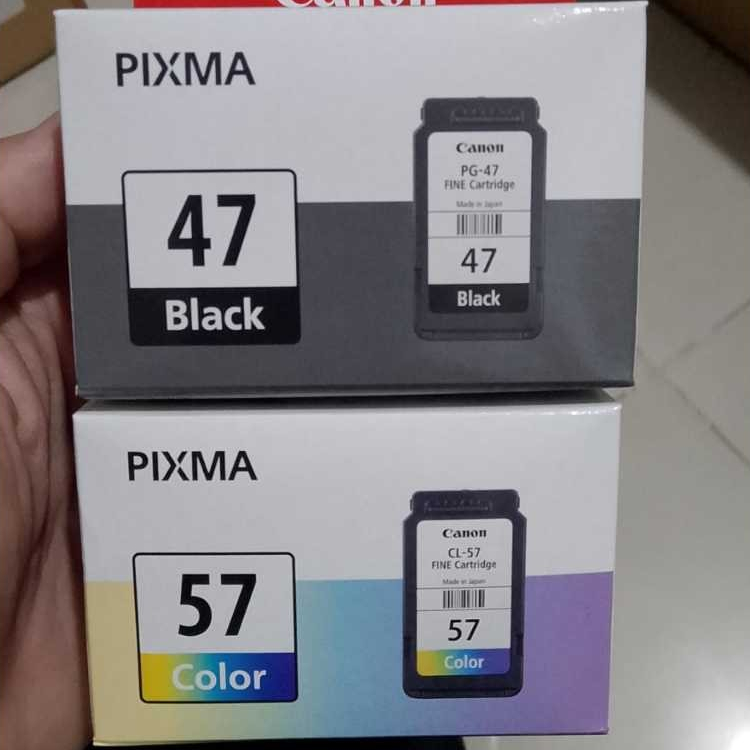 Canon
PIXMA
47
Black
Canon
PG-47
FINE Cartridge
Made in Japan
47
Black
PIXMA
57
Color
Canon
CL-57
FINE Cartridge
Made in Japan
57
Color